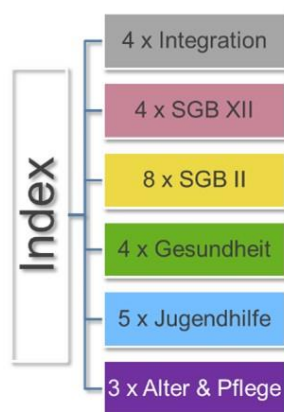 Index
4 x Integration
4 x SGB XII
8 x SGB II
4 x Gesundheit
5 x Jugendhilfe
3 x Alter & Pflege